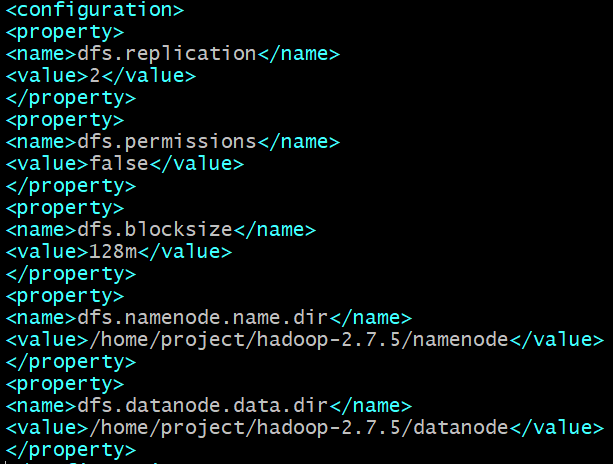 <configuration>
<property>
<name>dfs.replication</name>
<value>2</value>
</property>
<property>
<name>dfs.permissions</name>
<value>false</value>
</property>
<property>
<name>dfs.blocksize</name>
<value>128m</value>
</property>
<property>
<name>dfs.namenode.name.dir</name>
<value>/home/project/hadoop-2.7.5/namenode</value>
</property>
<property>
<name>dfs.datanode.data.dir</name>
<value>/home/project/hadoop-2.7.5/datanode</value>
</property>